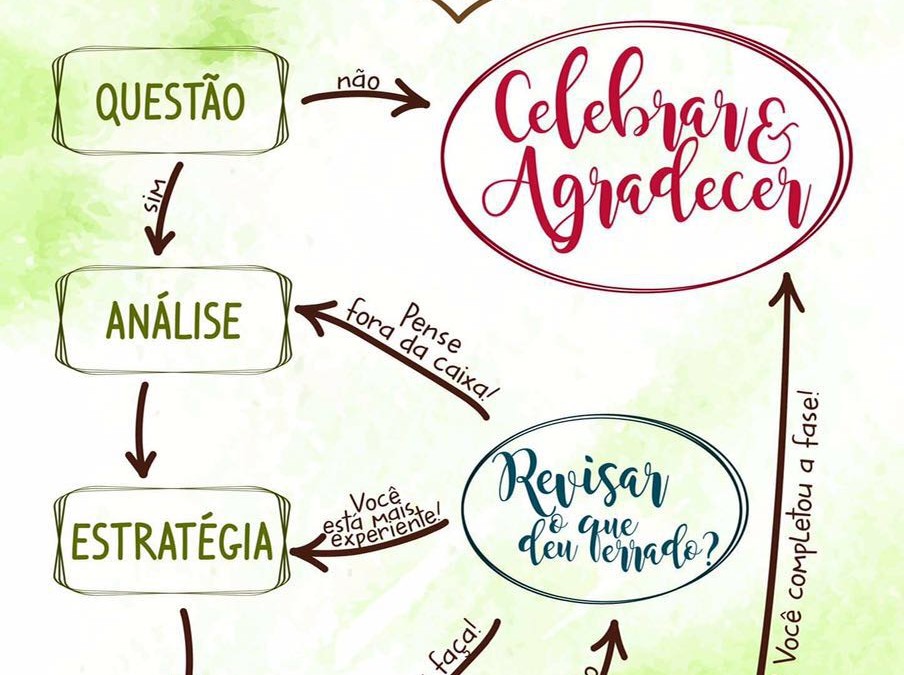 QUESTÃO
não
Celebrar &
Agradecer
sim
ANÁLISE
Pense
fora da caixa!
Revisar
o que
deu errado?
ESTRATÉGIA
Você
está mais
experiente!
Você completou a fase!
faça!